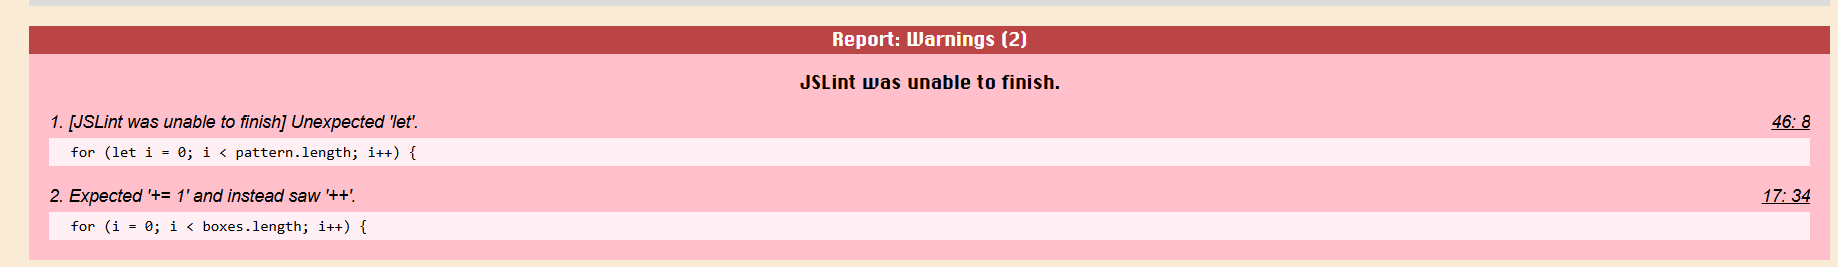 Report: Warnings (2)
JSLint was unable to finish.
1. [JSLint was unable to finish] Unexpected 'let'. 46: 8
for (let i = 0; i < pattern.length; i++) {
2. Expected '+= 1' and instead saw '++'. 17: 34
for (i = 0; i < boxes.length; i++) {